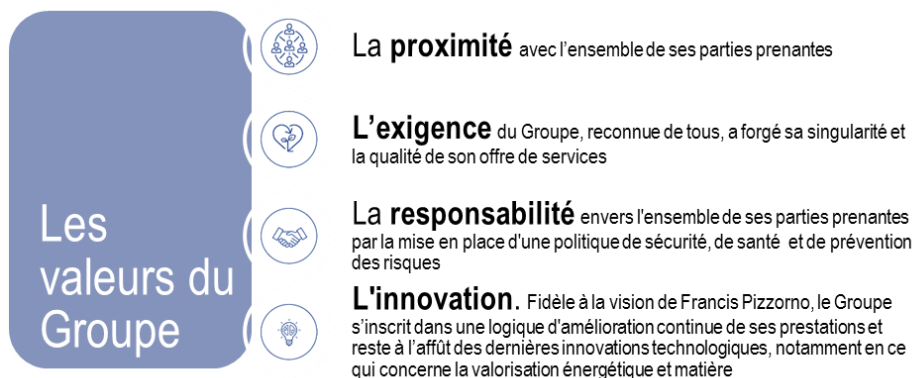 Les
valeurs du
Groupe
La proximité avec l'ensemble de ses parties prenantes
L'exigence du Groupe, reconnue de tous, a forgé sa singularité et
la qualité de son offre de services
La responsabilité envers l'ensemble de ses parties prenantes
par la mise en place d'une politique de sécurité, de santé et de prévention
des risques
L'innovation. Fidèle à la vision de Francis Pizzorno, le Groupe
s'inscrit dans une logique d'amélioration continue de ses prestations et
reste à l'affût des dernières innovations technologiques, notamment en ce
qui concerne la valorisation énergétique et matière